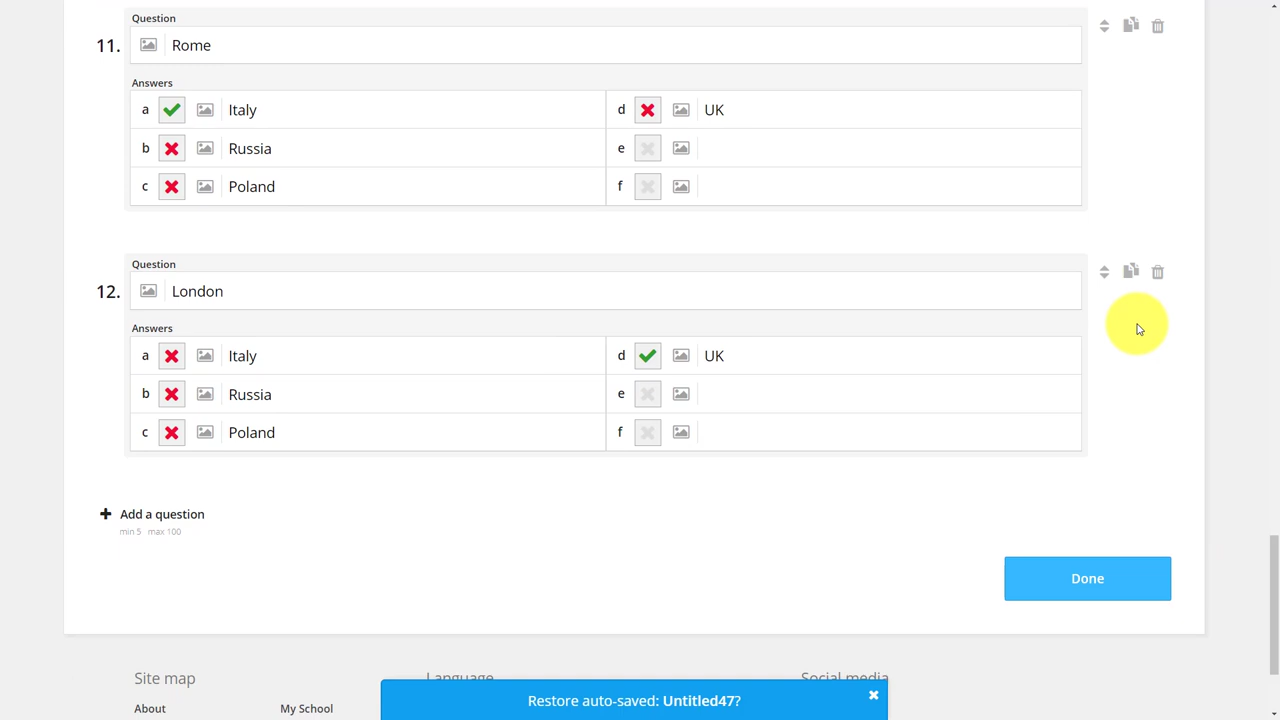 Question
11. Rome
Answers
a Italy
d UK
b Russia
e
c Poland
f
Question
12. London
Answers
a Italy
d UK
b Russia
e
c Poland
f
+ Add a question
min 5 max 100
Done
Site map
Language
Social media
Restore auto-saved: Untitled47?
About
My School